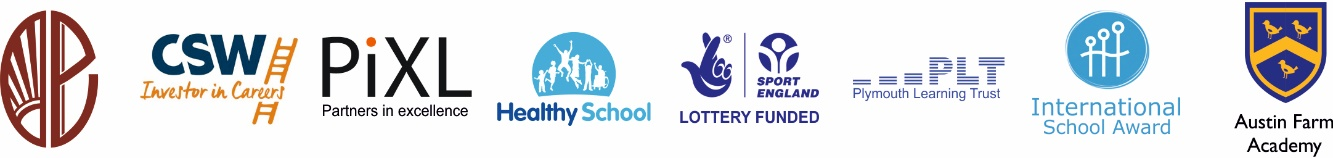 CSW
Investor in Careers
PiXL
Partners in excellence
Healthy School
®
SPORT
ENGLAND
LOTTERY FUNDED
PLT
Plymouth Learning Trust
International
School Award
Austin Farm
Academy